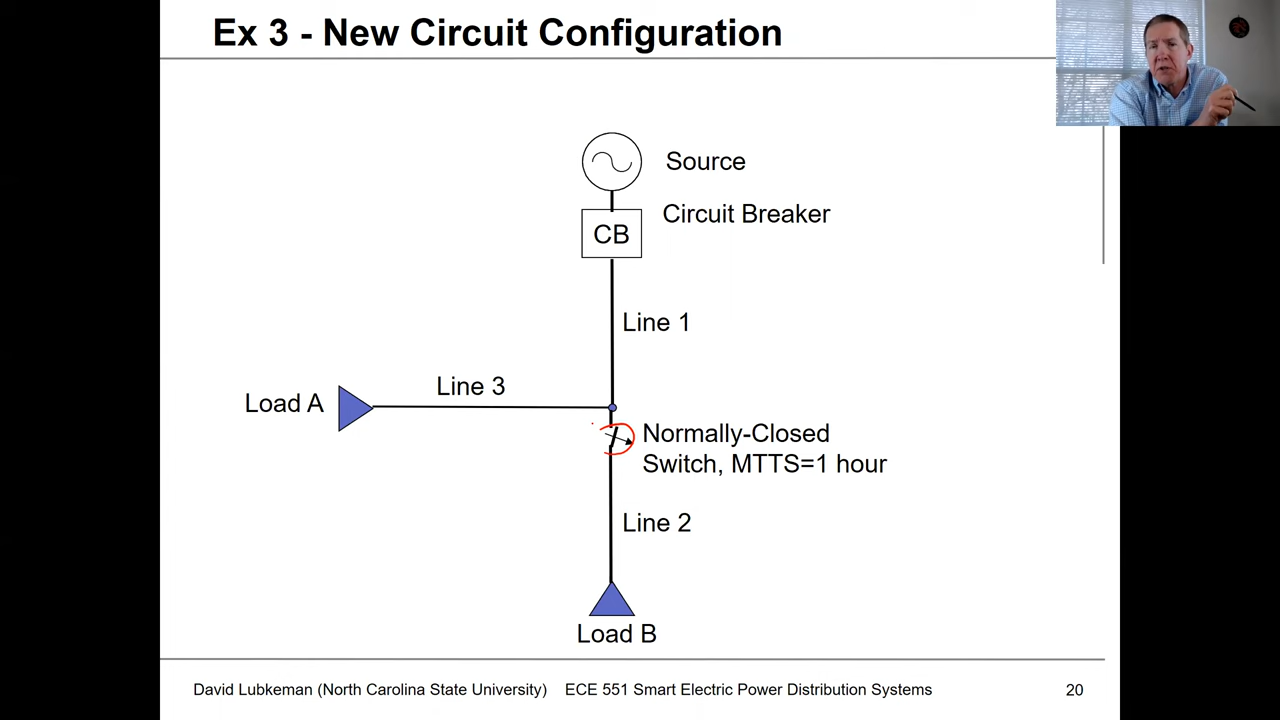 Ex 3 - New Circuit Configuration
Source
Circuit Breaker
CB
Line 1
Line 3
Load A
Normally-Closed
Switch, MTTS=1 hour
Line 2
Load B
David Lubkeman (North Carolina State University) ECE 551 Smart Electric Power Distribution Systems 20